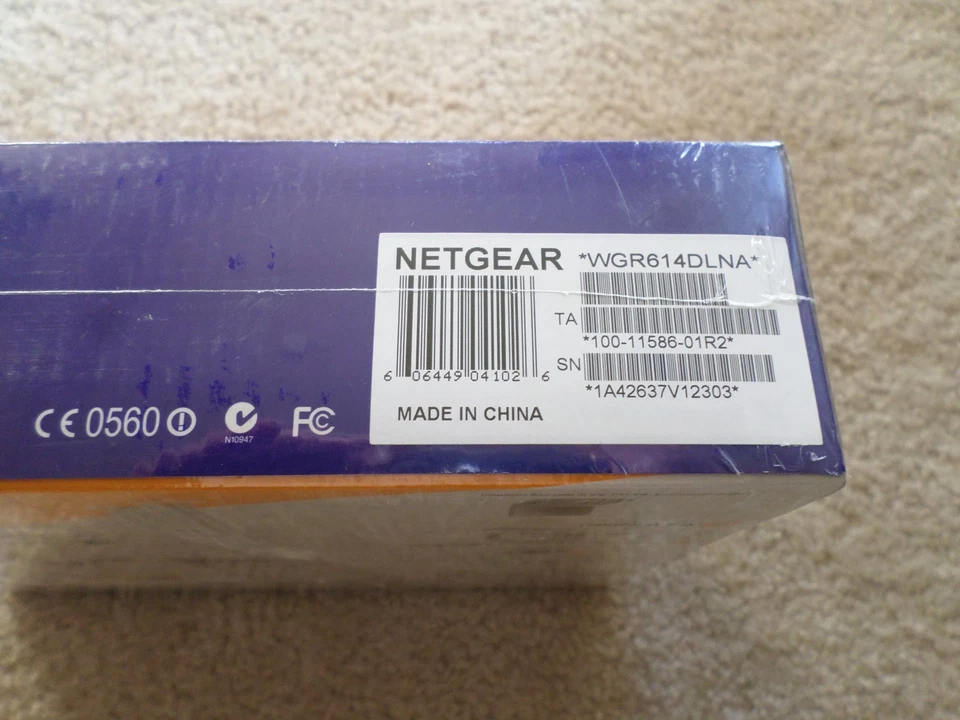 NETGEAR *WGR614DLNA*
TA
*100-11586-01R2*
SN
*1A42637V12303*
6 06449 04102 6
MADE IN CHINA
CE 0560
N10947
FC